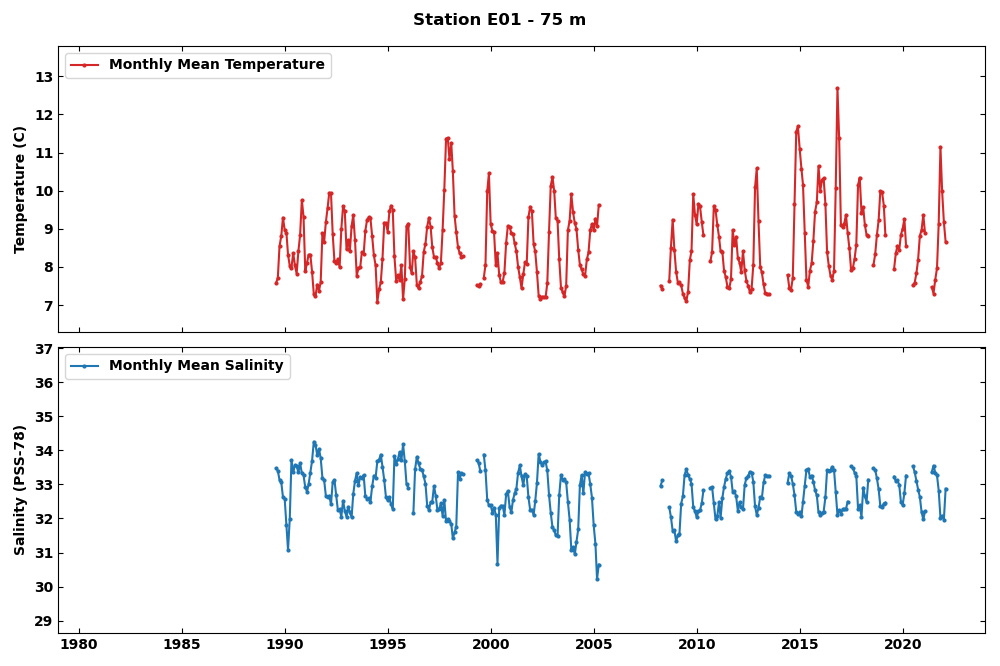 Station E01 - 75 m
Monthly Mean Temperature
Temperature (C)
13
12
11
10
9
8
7
Monthly Mean Salinity
Salinity (PSS-78)
37
36
35
34
33
32
31
30
29
1980 1985 1990 1995 2000 2005 2010 2015 2020